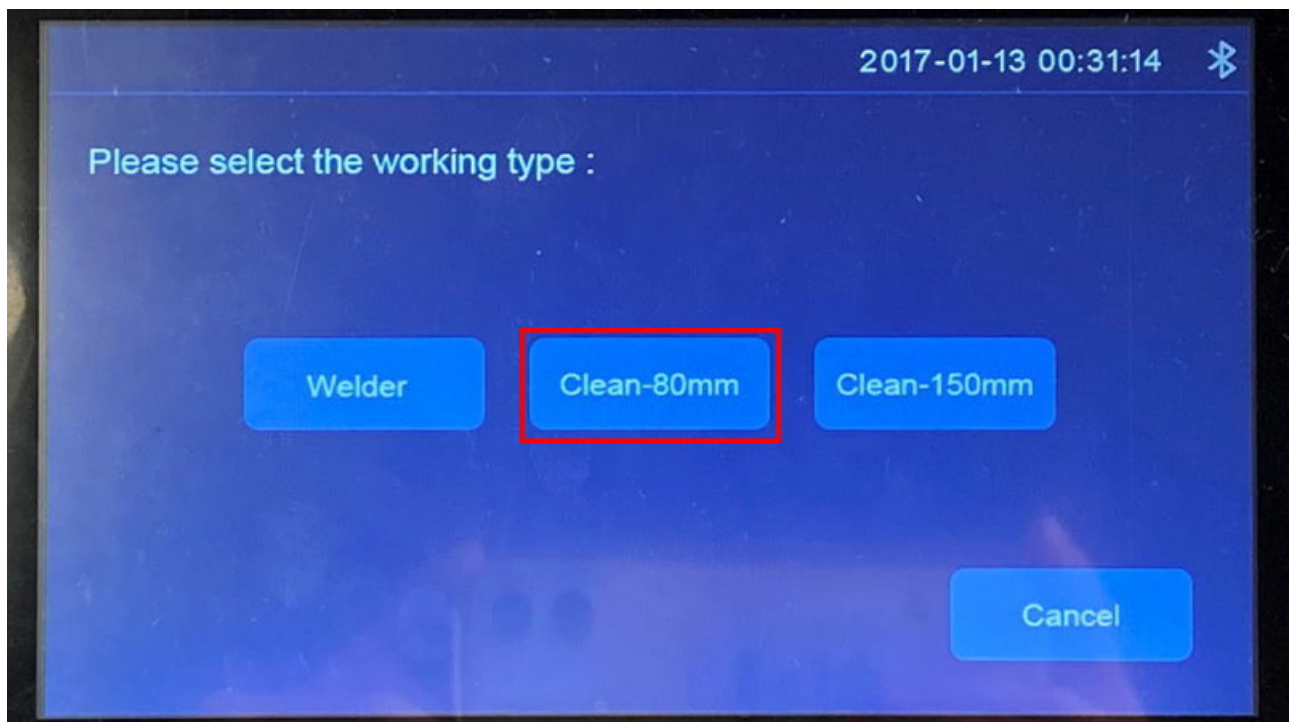 2017-01-13 00:31:14
Please select the working type :
Welder
Clean-80mm
Clean-150mm
Cancel